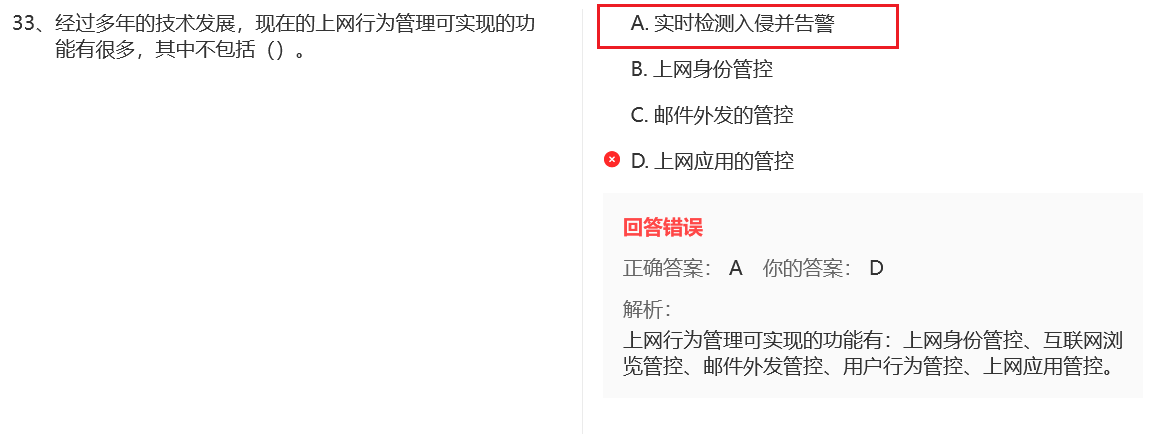 33、经过多年的技术发展，现在的上网行为管理可实现的功
能有很多，其中不包括（）。
A. 实时检测入侵并告警
B. 上网身份管控
C. 邮件外发的管控
D. 上网应用的管控
回答错误
正确答案： A 你的答案： D
解析：
上网行为管理可实现的功能有：上网身份管控、互联网浏
览管控、邮件外发管控、用户行为管控、上网应用管控。